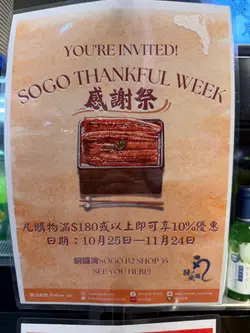 YOU'RE INVITED!
SOGO THANKFUL WEEK
感謝祭
凡購物滿$180或以上即可享10%優惠
日期：10月25日—11月24日
銅鑼灣SOGO B2 SHOP 35
SEE YOU HERE!